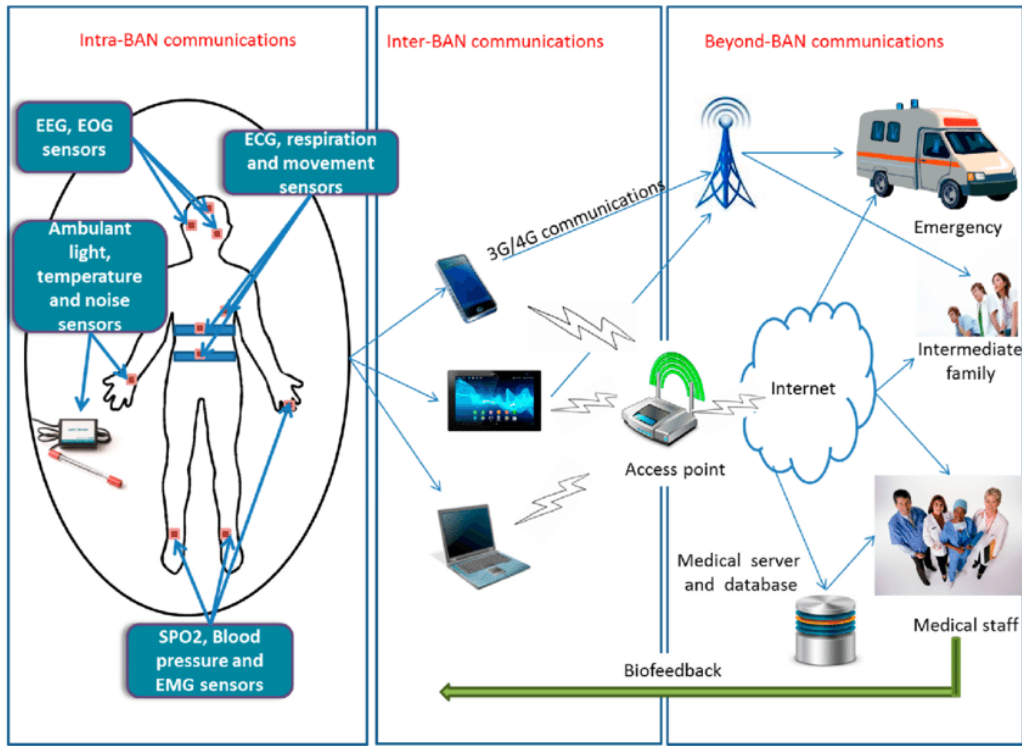 Intra-BAN communications
Inter-BAN communications
Beyond-BAN communications
EEG, EOG
sensors
ECG, respiration
and movement
sensors
Ambulant
light,
temperature
and noise
sensors
SPO2, Blood
pressure and
EMG sensors
3G/4G communications
Access point
Internet
Emergency
Intermediate
family
Medical server
and database
Medical staff
Biofeedback